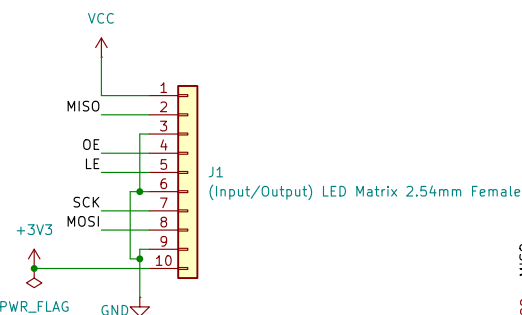 VCC
1
MISO 2
3
OE 4
LE 5
J1
6
(Input/Output) LED Matrix 2.54mm Female
SCK 7
MOSI 8
+3V3
9
10
PWR_FLAG
GND
MISO